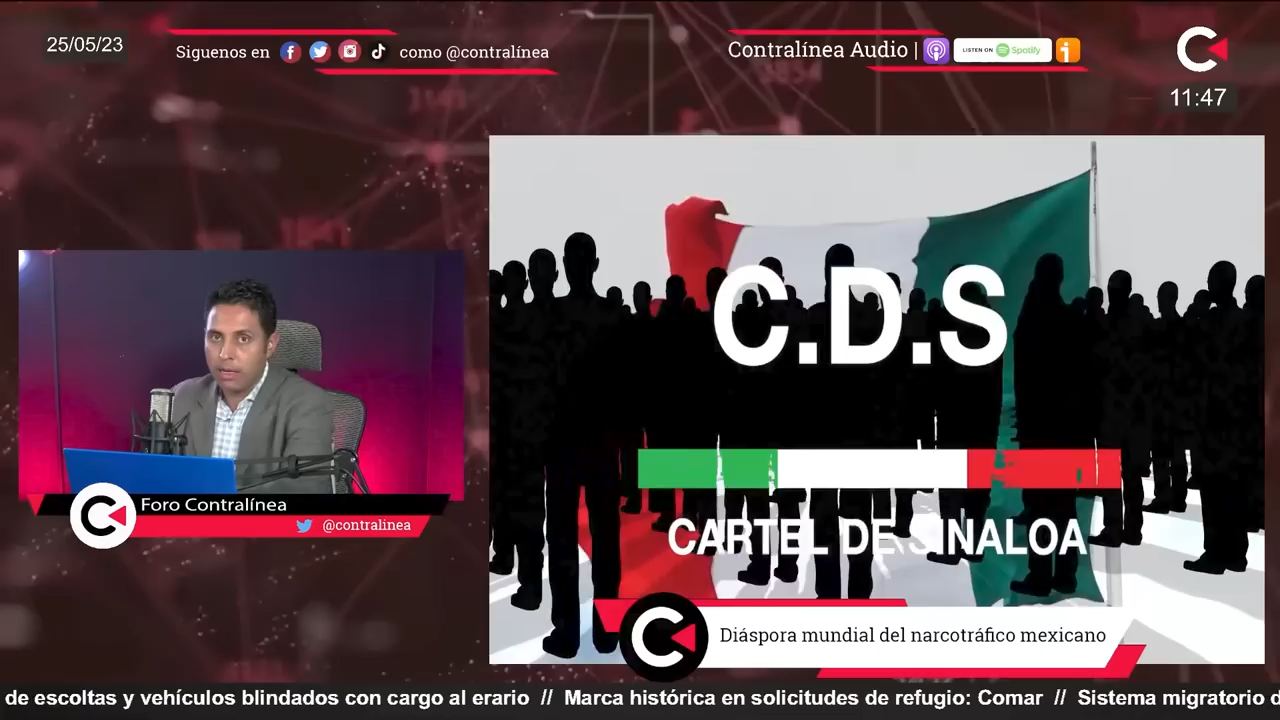 25/05/23
Siguenos en
como @contralínea
Contralínea Audio |
LISTEN ON Spotify
11:47
C.D.S
CARTEL DE SINALOA
Foro Contralínea
@contralinea
Diáspora mundial del narcotráfico mexicano
de escoltas y vehículos blindados con cargo al erario // Marca histórica en solicitudes de refugio: Comar // Sistema migratorio